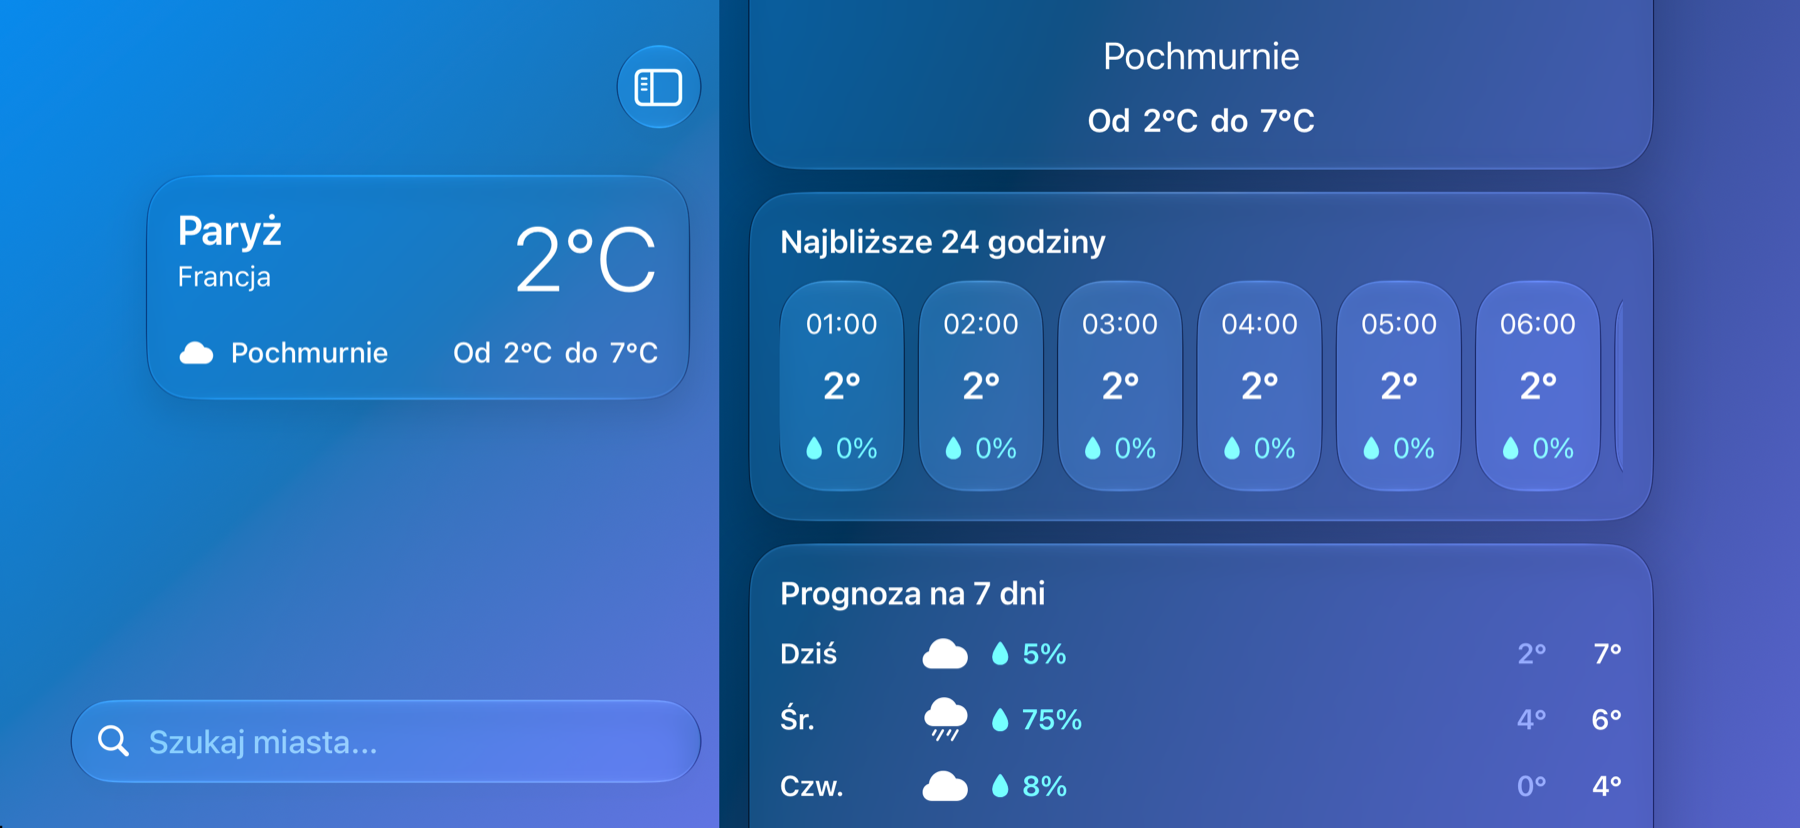 Paryż
Francja
2°C
Pochmurnie
Od 2°C do 7°C
Szukaj miasta...
Pochmurnie
Od 2°C do 7°C
Najbliższe 24 godziny
01:00 02:00 03:00 04:00 05:00 06:00
2° 2° 2° 2° 2° 2°
0% 0% 0% 0% 0% 0%
Prognoza na 7 dni
Dziś 5% 2° 7°
Śr. 75% 4° 6°
Czw. 8% 0° 4°